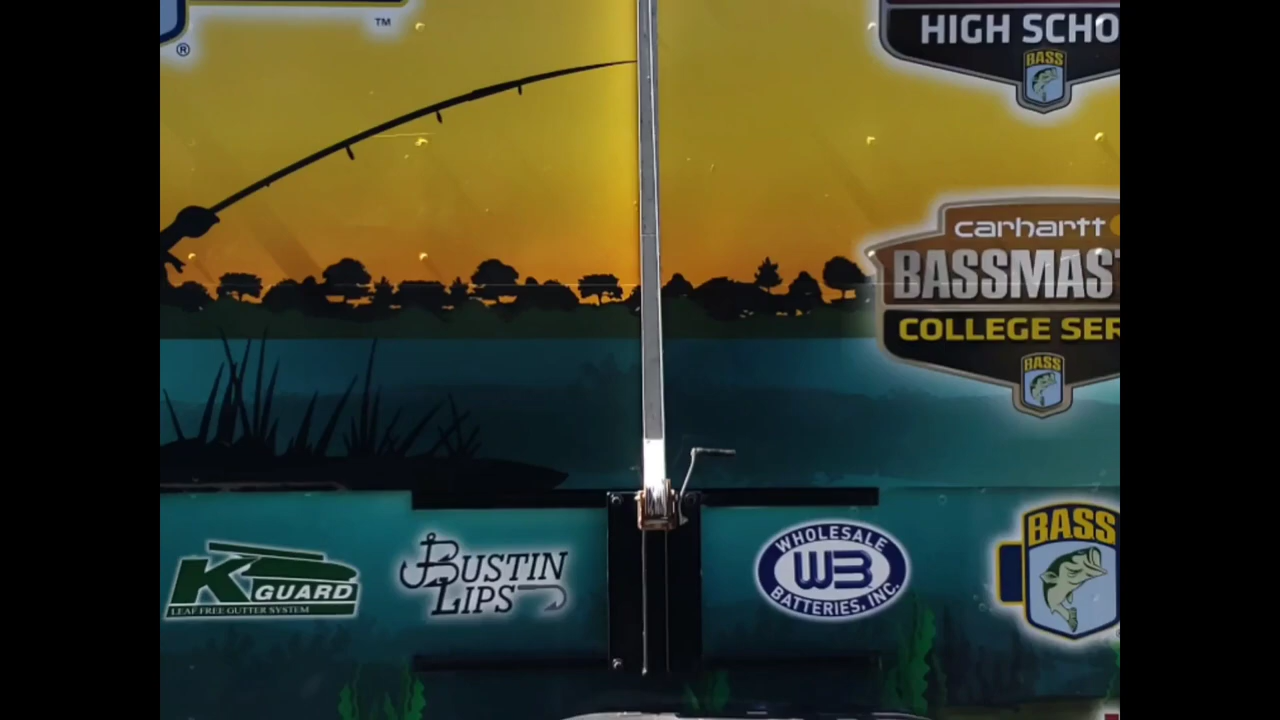 TM
®
HIGH SCHO
BASS
carhartt
BASSMAS
COLLEGE SER
BASS
K GUARD
LEAF FREE GUTTER SYSTEM
BUSTIN
LIPS
WHOLESALE
WB
BATTERIES, INC.
BASS